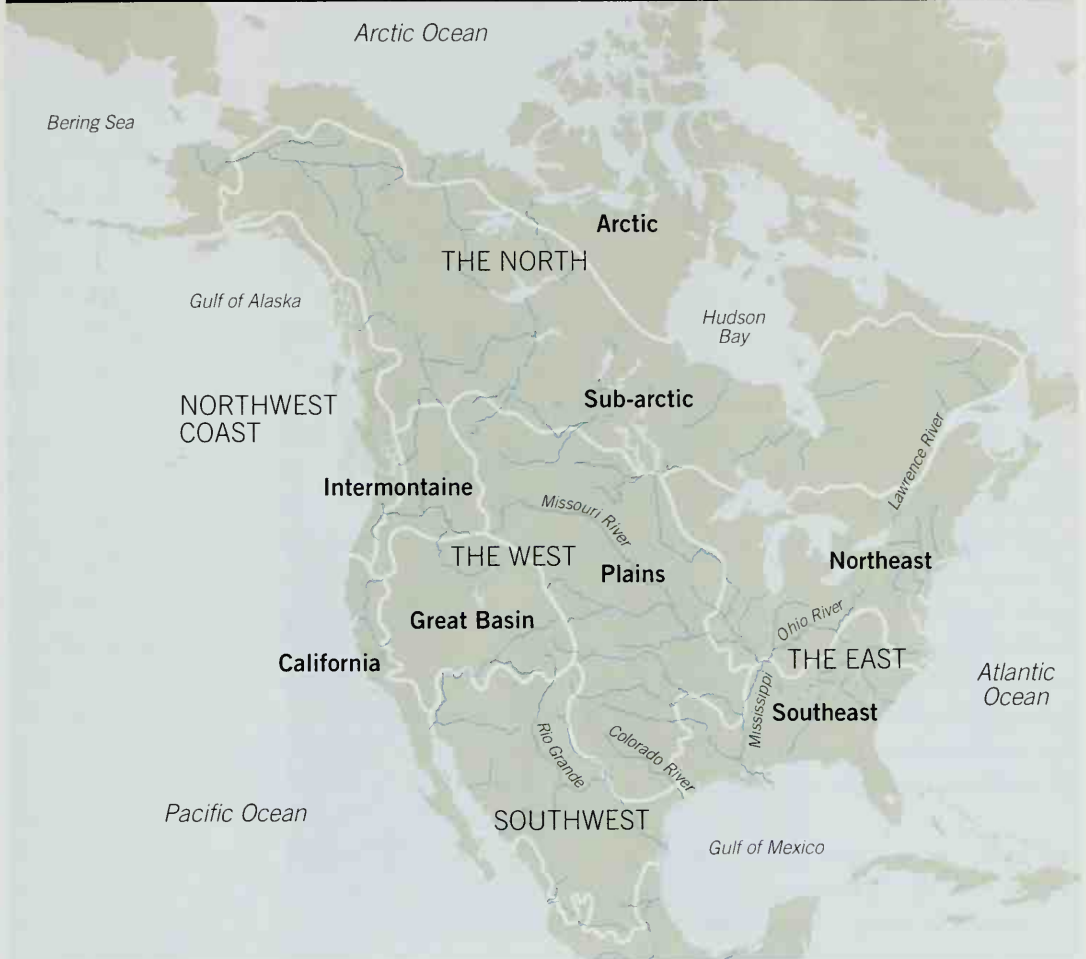 Arctic Ocean
Bering Sea
Arctic
THE NORTH
Gulf of Alaska
Hudson
Bay
Sub-arctic
NORTHWEST
COAST
Lawrence River
Intermontaine
Missouri River
THE WEST
Plains
Northeast
Great Basin
Ohio River
California
THE EAST
Atlantic
Ocean
Mississippi
Southeast
Rio Grande
Colorado River
Pacific Ocean
SOUTHWEST
Gulf of Mexico